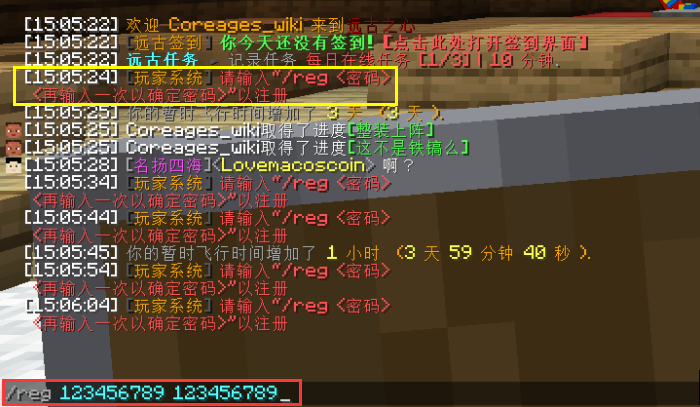 [15:05:22] 欢迎 Coreages_wiki 来到远古之心
[15:05:22] [远古签到] 你今天还没有签到! [点击此处打开签到界面]
[15:05:22] 远古任务 . 记录任务 每日在线任务 [1/3] | 10 分钟.
[15:05:24] [玩家系统] 请输入“/reg <密码>
<再输入一次以确定密码>”以注册
[15:05:25] 你的暂时飞行时间增加了 3 天 (3 天 ).
[15:05:25] Coreages_wiki取得了进度[整装上阵]
[15:05:25] Coreages_wiki取得了进度[这不是铁镐么]
[15:05:28] [名扬四海]<Lovemacoscoin> 啊？
[15:05:34] [玩家系统] 请输入“/reg <密码>
<再输入一次以确定密码>”以注册
[15:05:44] [玩家系统] 请输入“/reg <密码>
<再输入一次以确定密码>”以注册
[15:05:45] 你的暂时飞行时间增加了 1 小时 (3 天 59 分钟 40 秒 ).
[15:05:54] [玩家系统] 请输入“/reg <密码>
<再输入一次以确定密码>”以注册
[15:06:04] [玩家系统] 请输入“/reg <密码>
<再输入一次以确定密码>”以注册
/reg 123456789 123456789_